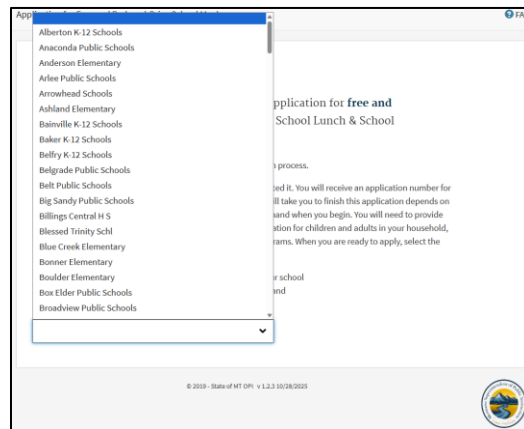 FA
Alberton K-12 Schools
Anaconda Public Schools
Anderson Elementary
Arlee Public Schools
Arrowhead Schools
Ashland Elementary
Bainville K-12 Schools
Baker K-12 Schools
Belfry K-12 Schools
Belgrade Public Schools
Belt Public Schools
Big Sandy Public Schools
Billings Central H S
Blessed Trinity Schl
Blue Creek Elementary
Bonner Elementary
Boulder Elementary
Box Elder Public Schools
Broadview Public Schools
pplication for free and
School Lunch & School
process.
ted it. You will receive an application number for
ill take you to finish this application depends on
and when you begin. You will need to provide
ation for children and adults in your household,
rams. When you are ready to apply, select the
r school
and
© 2019 - State of MT OPI v 1.2.3 10/28/2025